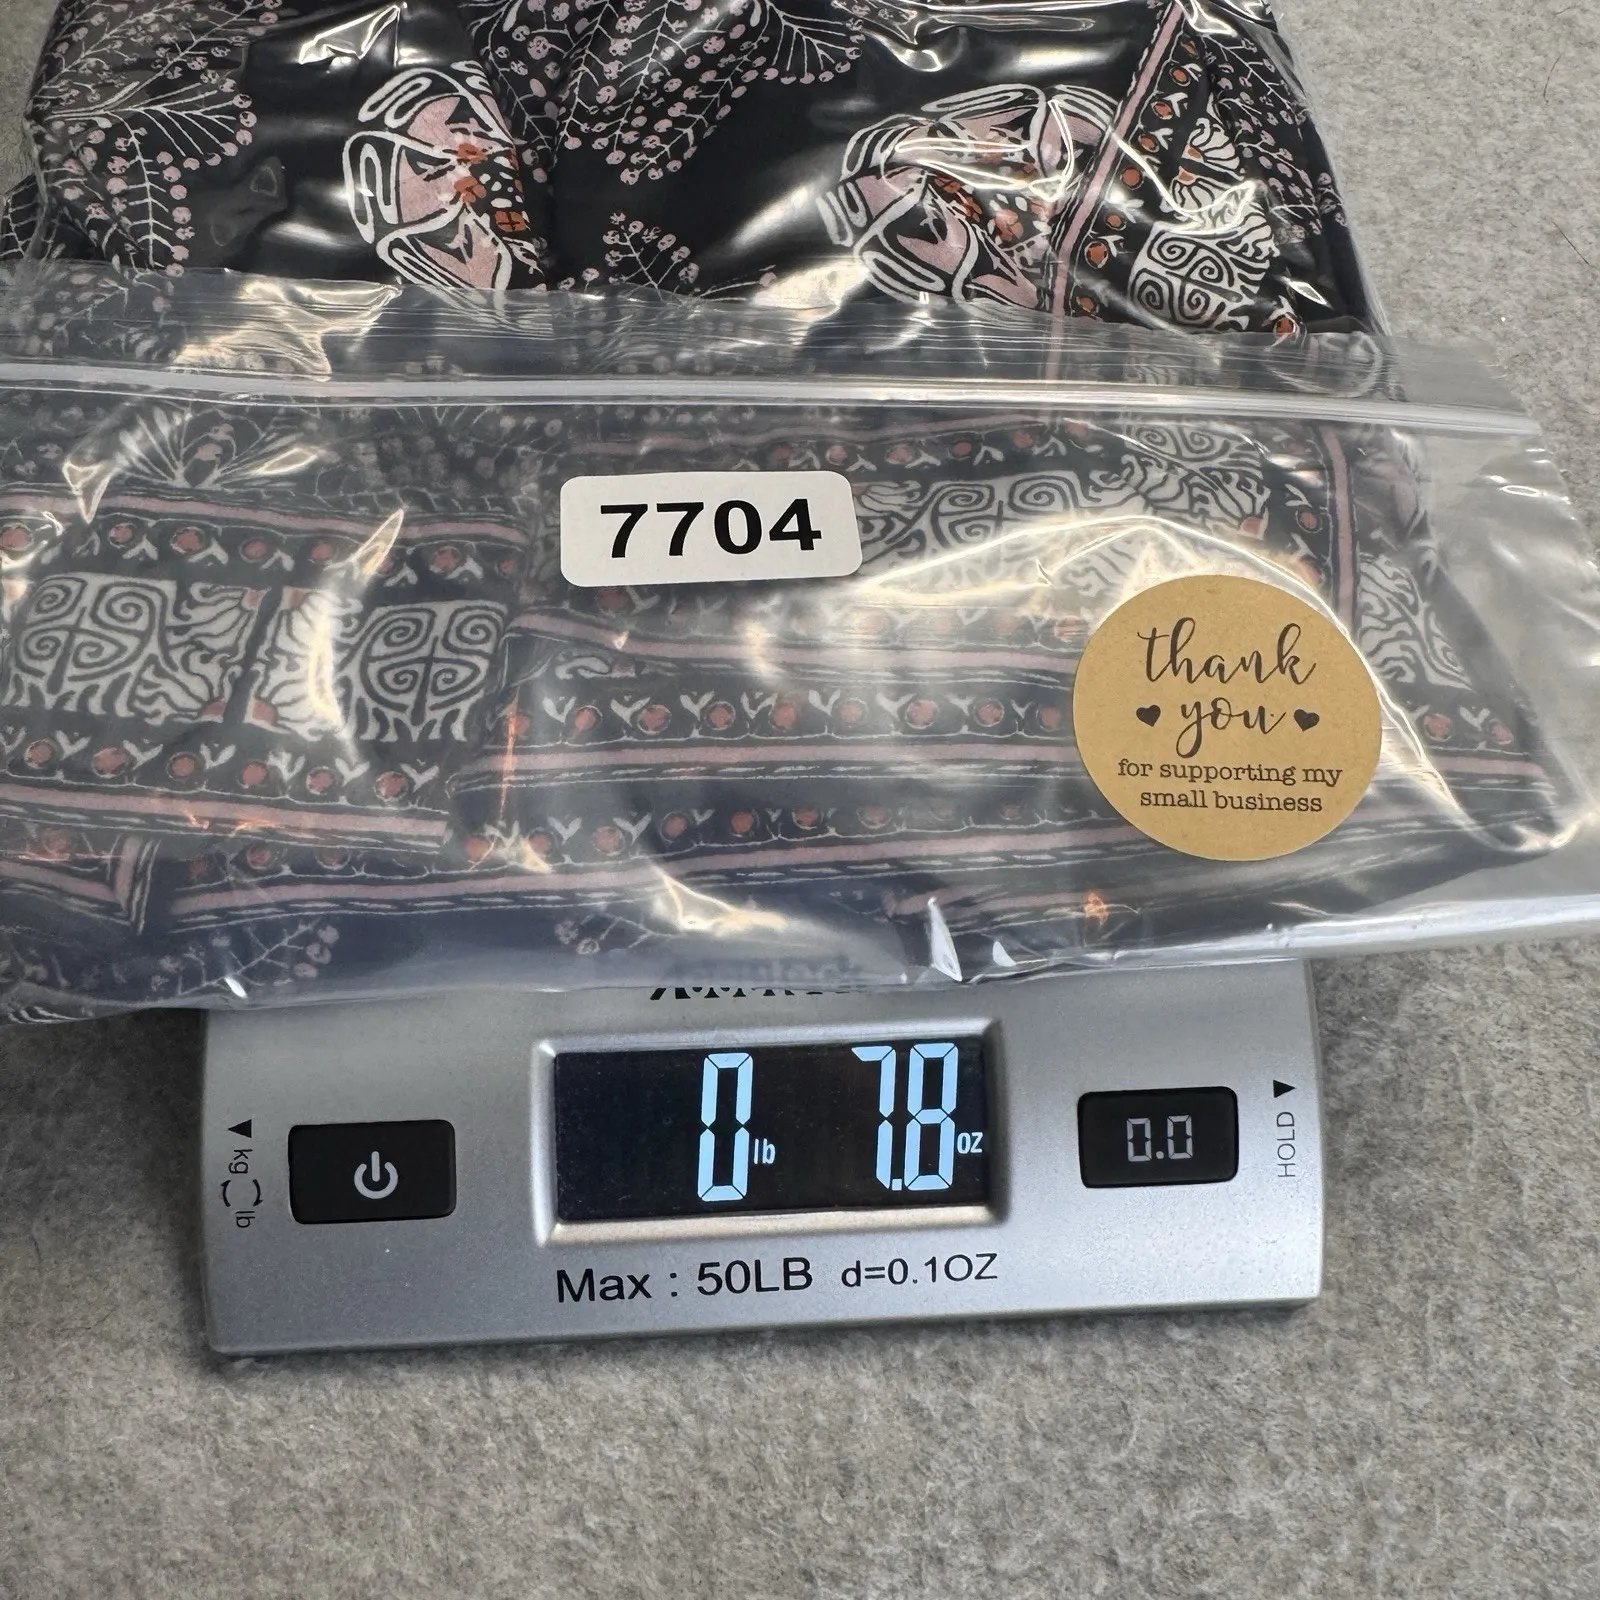 7704
thank
you
for supporting my
small business
0 lb 7.8 oz
0.0
HOLD
kg lb
Max : 50LB d=0.1OZ